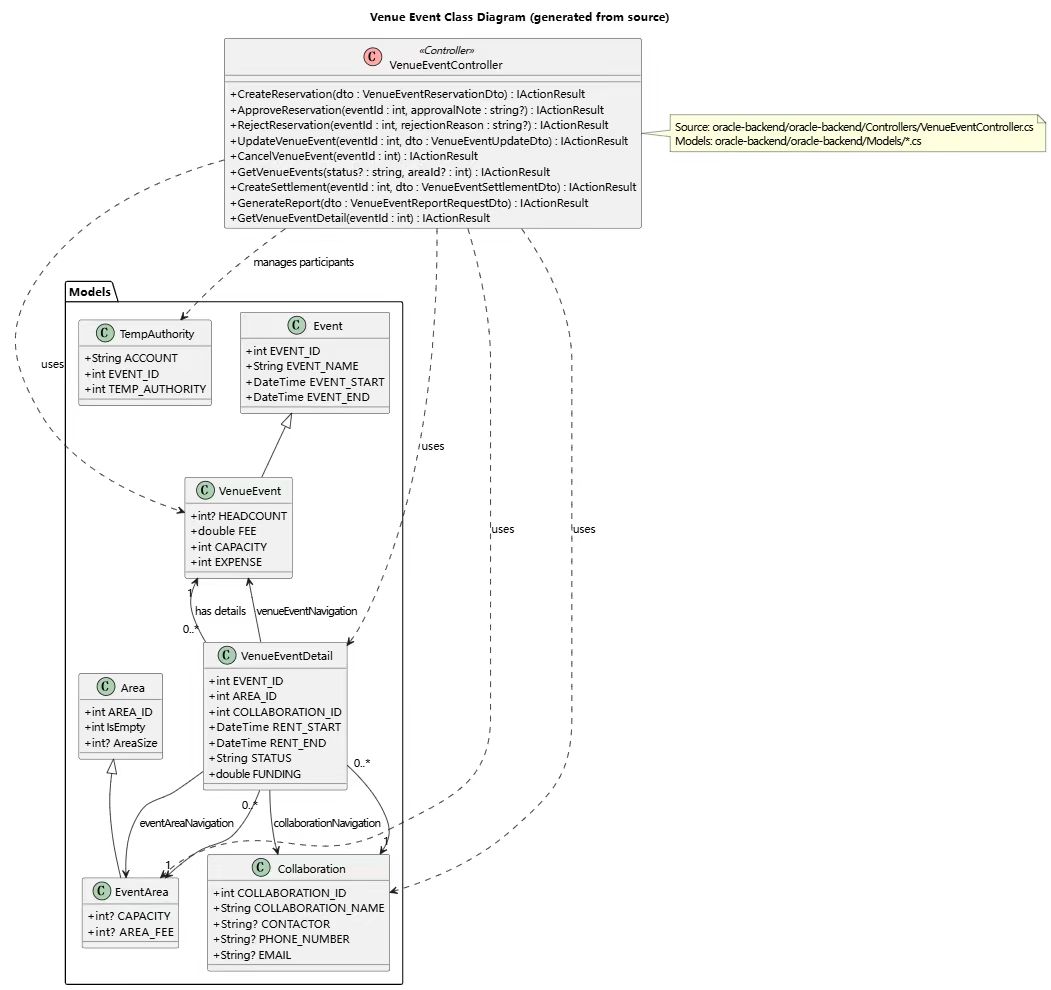 Venue Event Class Diagram (generated from source)
«Controller»
C VenueEventController
+CreateReservation(dto : VenueEventReservationDto) : IActionResult
+ApproveReservation(eventId : int, approvalNote : string?) : IActionResult
+RejectReservation(eventId : int, rejectionReason : string?) : IActionResult
+UpdateVenueEvent(eventId : int, dto : VenueEventUpdateDto) : IActionResult
+CancelVenueEvent(eventId : int) : IActionResult
+GetVenueEvents(status? : string, areaId? : int) : IActionResult
+CreateSettlement(eventId : int, dto : VenueEventSettlementDto) : IActionResult
+GenerateReport(dto : VenueEventReportRequestDto) : IActionResult
+GetVenueEventDetail(eventId : int) : IActionResult
Source: oracle-backend/oracle-backend/Controllers/VenueEventController.cs
Models: oracle-backend/oracle-backend/Models/*.cs
manages participants
Models
C TempAuthority
+String ACCOUNT
+int EVENT_ID
+int TEMP_AUTHORITY
C Event
+int EVENT_ID
+String EVENT_NAME
+DateTime EVENT_START
+DateTime EVENT_END
uses
uses
uses
uses
C VenueEvent
+int? HEADCOUNT
+double FEE
+int CAPACITY
+int EXPENSE
1
has details
venueEventNavigation
0..*
C VenueEventDetail
+int EVENT_ID
+int AREA_ID
+int COLLABORATION_ID
+DateTime RENT_START
+DateTime RENT_END
+String STATUS
+double FUNDING
C Area
+int AREA_ID
+int IsEmpty
+int? AreaSize
0..*
0..*
eventAreaNavigation
collaborationNavigation
1
1
C EventArea
+int? CAPACITY
+int? AREA_FEE
C Collaboration
+int COLLABORATION_ID
+String COLLABORATION_NAME
+String? CONTACTOR
+String? PHONE_NUMBER
+String? EMAIL